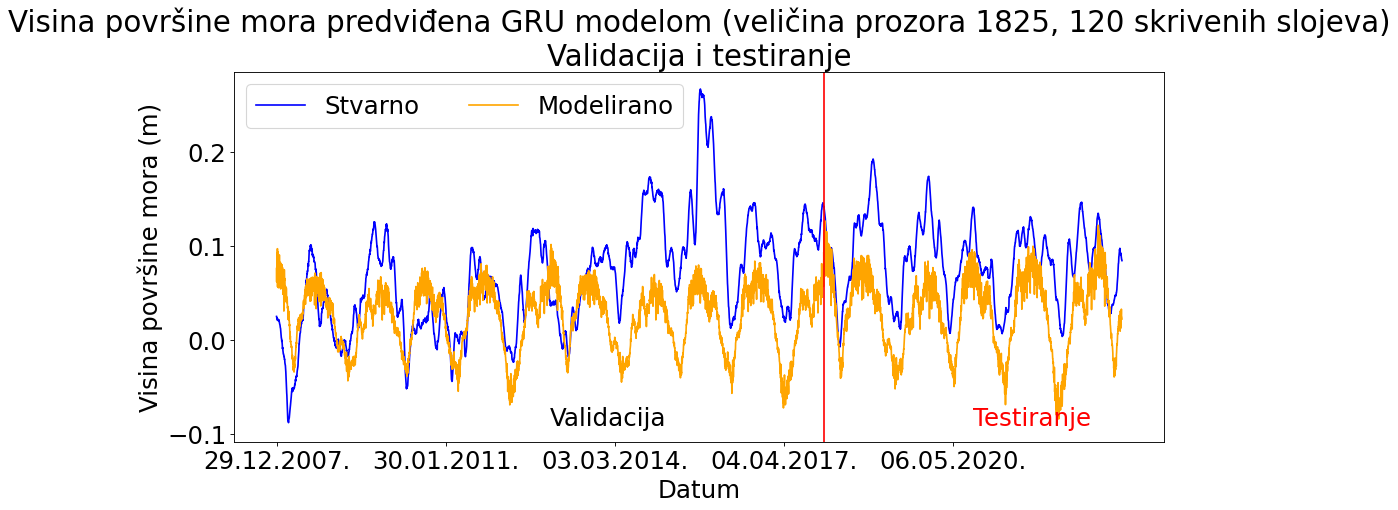 Visina površine mora predviđena GRU modelom (veličina prozora 1825, 120 skrivenih slojeva)
Validacija i testiranje
Stvarno
Modelirano
Visina površine mora (m)
0.2
0.1
0.0
−0.1
Validacija
Testiranje
29.12.2007.
30.01.2011.
03.03.2014.
04.04.2017.
06.05.2020.
Datum